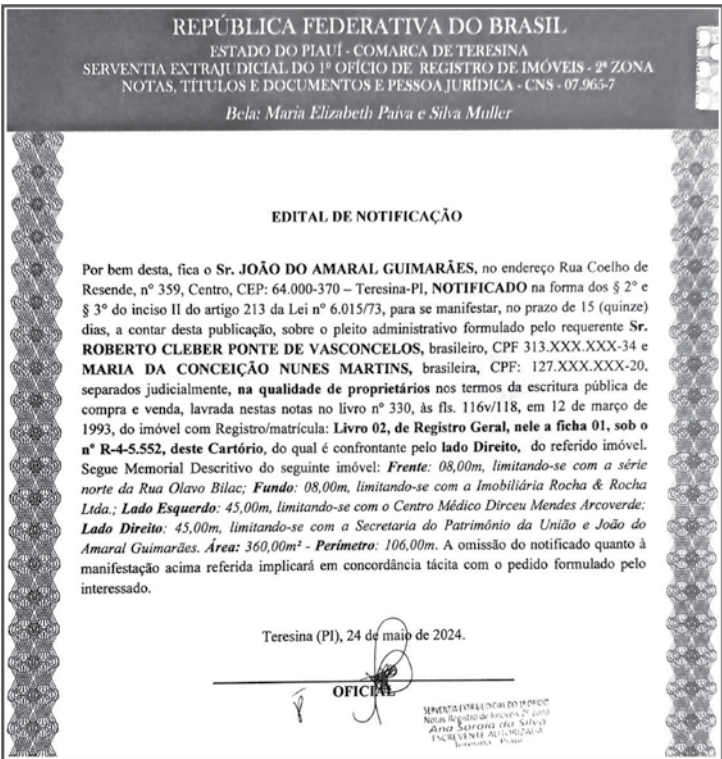 REPÚBLICA FEDERATIVA DO BRASIL
ESTADO DO PIAUÍ - COMARCA DE TERESINA
SERVENTIA EXTRAJUDICIAL DO 1º OFÍCIO DE REGISTRO DE IMÓVEIS - 2ª ZONA
NOTAS, TÍTULOS E DOCUMENTOS E PESSOA JURÍDICA - CNS - 07.965-7
Bela: Maria Elizabeth Paiva e Silva Muller
EDITAL DE NOTIFICAÇÃO
Por bem desta, fica o Sr. JOÃO DO AMARAL GUIMARÃES, no endereço Rua Coelho de
Resende, nº 359, Centro, CEP: 64.000-370 – Teresina-PI, NOTIFICADO na forma dos § 2º e
§ 3º do inciso II do artigo 213 da Lei nº 6.015/73, para se manifestar, no prazo de 15 (quinze)
dias, a contar desta publicação, sobre o pleito administrativo formulado pelo requerente Sr.
ROBERTO CLEBER PONTE DE VASCONCELOS, brasileiro, CPF 313.XXX.XXX-34 e
MARIA DA CONCEIÇÃO NUNES MARTINS, brasileira, CPF: 127.XXX.XXX-20,
separados judicialmente, na qualidade de proprietários nos termos da escritura pública de
compra e venda, lavrada nestas notas no livro nº 330, às fls. 116v/118, em 12 de março de
1993, do imóvel com Registro/matrícula: Livro 02, de Registro Geral, nele a ficha 01, sob o
nº R-4-5.552, deste Cartório, do qual é confrontante pelo lado Direito, do referido imóvel.
Segue Memorial Descritivo do seguinte imóvel: Frente: 08,00m, limitando-se com a série
norte da Rua Olavo Bilac; Fundo: 08,00m, limitando-se com a Imobiliária Rocha & Rocha
Ltda.; Lado Esquerdo: 45,00m, limitando-se com o Centro Médico Dirceu Mendes Arcoverde;
Lado Direito: 45,00m, limitando-se com a Secretaria do Patrimônio da União e João do
Amaral Guimarães. Área: 360,00m² - Perímetro: 106,00m. A omissão do notificado quanto à
manifestação acima referida implicará em concordância tácita com o pedido formulado pelo
interessado.
Teresina (PI), 24 de maio de 2024.
OFICIAL
SERVENTIA EXTRAJUDICIAL DO 1º OFÍCIO
Notas Registro de Imóveis 2ª Zona
Ana Soraia da Silva
ESCREVENTE AUTORIZADA
Teresina - Piauí